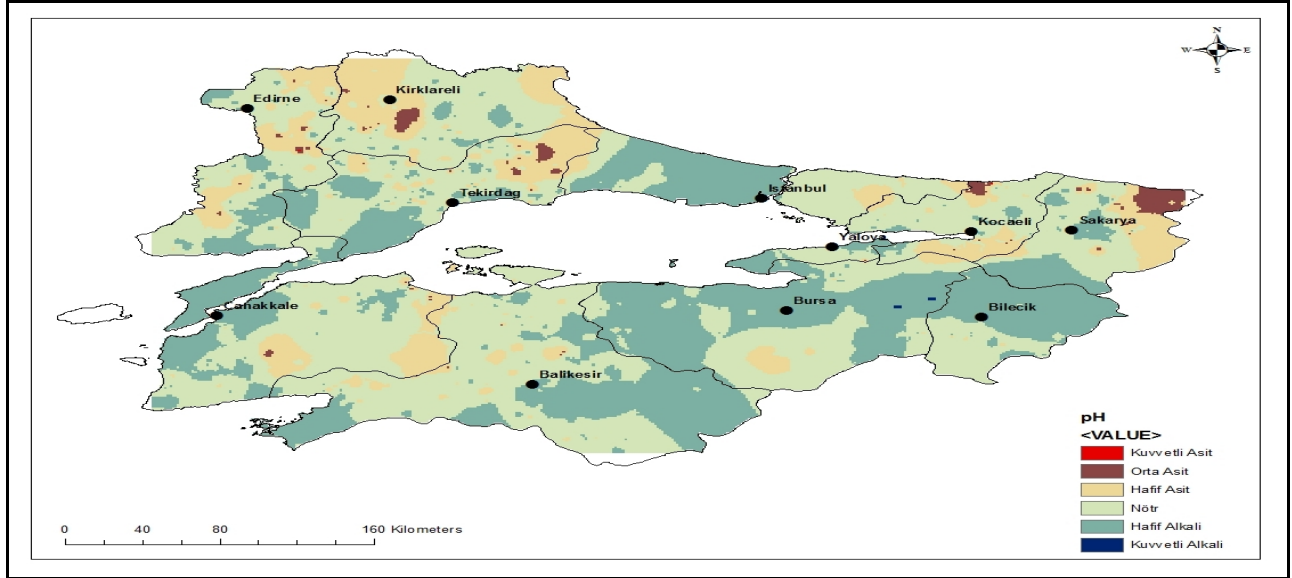 N
W E
S
Kirklareli
Edirne
Istanbul
Tekirdag
Kocaeli
Sakarya
Yalova
Bursa
Çanakkale
Bilecik
Balikesir
pH
<VALUE>
Kuvvetli Asit
Orta Asit
Hafif Asit
Nötr
Hafif Alkali
Kuvvetli Alkali
0 40 80 160 Kilometers